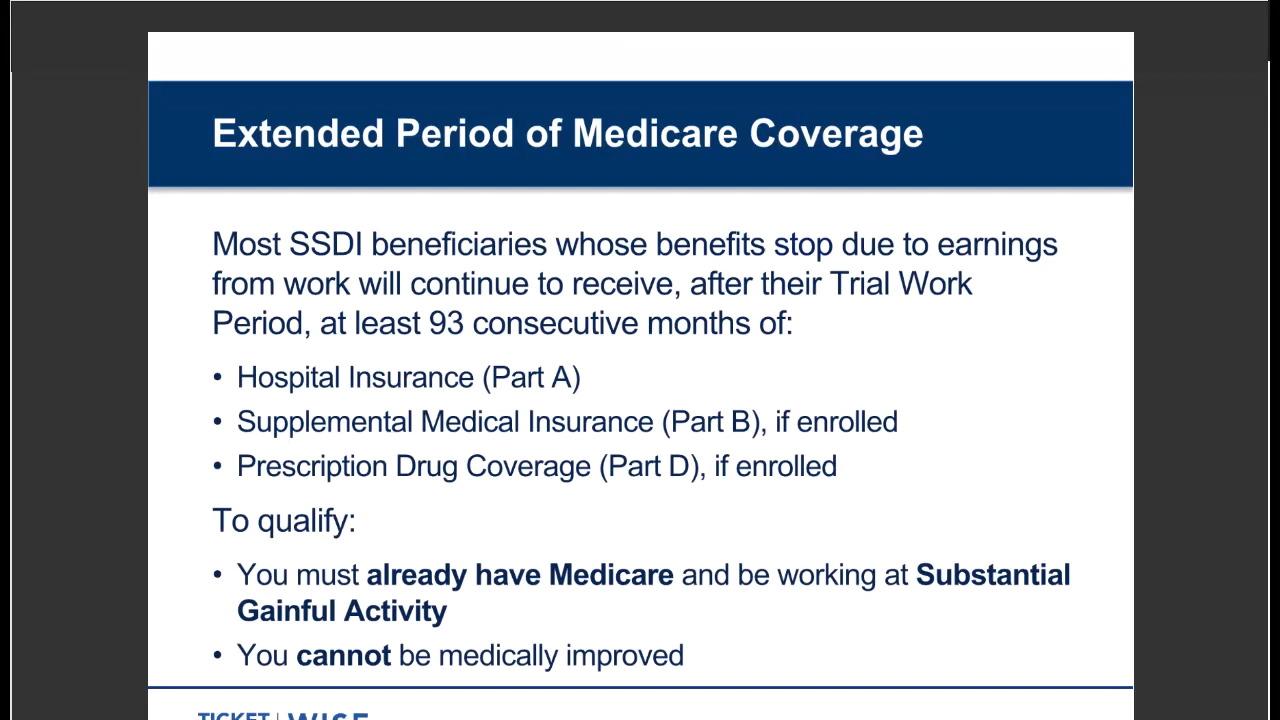 Extended Period of Medicare Coverage
Most SSDI beneficiaries whose benefits stop due to earnings
from work will continue to receive, after their Trial Work
Period, at least 93 consecutive months of:
• Hospital Insurance (Part A)
• Supplemental Medical Insurance (Part B), if enrolled
• Prescription Drug Coverage (Part D), if enrolled
To qualify:
• You must already have Medicare and be working at Substantial
Gainful Activity
• You cannot be medically improved
TICKET | WISE